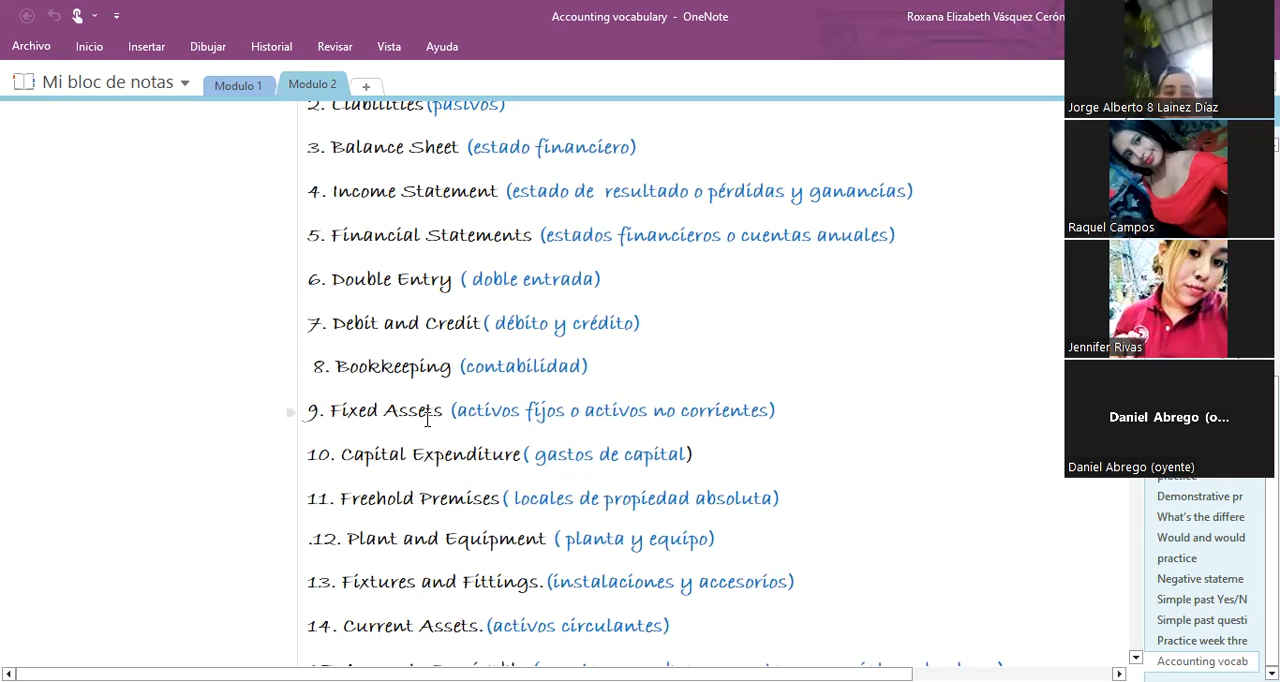 Accounting vocabulary - OneNote
Roxana Elizabeth Vásquez Cerón
Archivo Inicio Insertar Dibujar Historial Revisar Vista Ayuda
Mi bloc de notas Modulo 1 Modulo 2 +
2. Liabilities (pasivos)
3. Balance Sheet (estado financiero)
4. Income Statement (estado de resultado o pérdidas y ganancias)
5. Financial Statements (estados financieros o cuentas anuales)
6. Double Entry ( doble entrada)
7. Debit and Credit ( débito y crédito)
8. Bookkeeping (contabilidad)
9. Fixed Assets (activos fijos o activos no corrientes)
10. Capital Expenditure ( gastos de capital)
11. Freehold Premises ( locales de propiedad absoluta)
.12. Plant and Equipment ( planta y equipo)
13. Fixtures and Fittings. (instalaciones y accesorios)
14. Current Assets. (activos circulantes)
Jorge Alberto 8 Lainez Díaz
Raquel Campos
Jennifer Rivas
Daniel Abrego (o...
Daniel Abrego (oyente)
practice
Demonstrative pr
What's the differe
Would and would
practice
Negative stateme
Simple past Yes/N
Simple past questi
Practice week thre
Accounting vocab